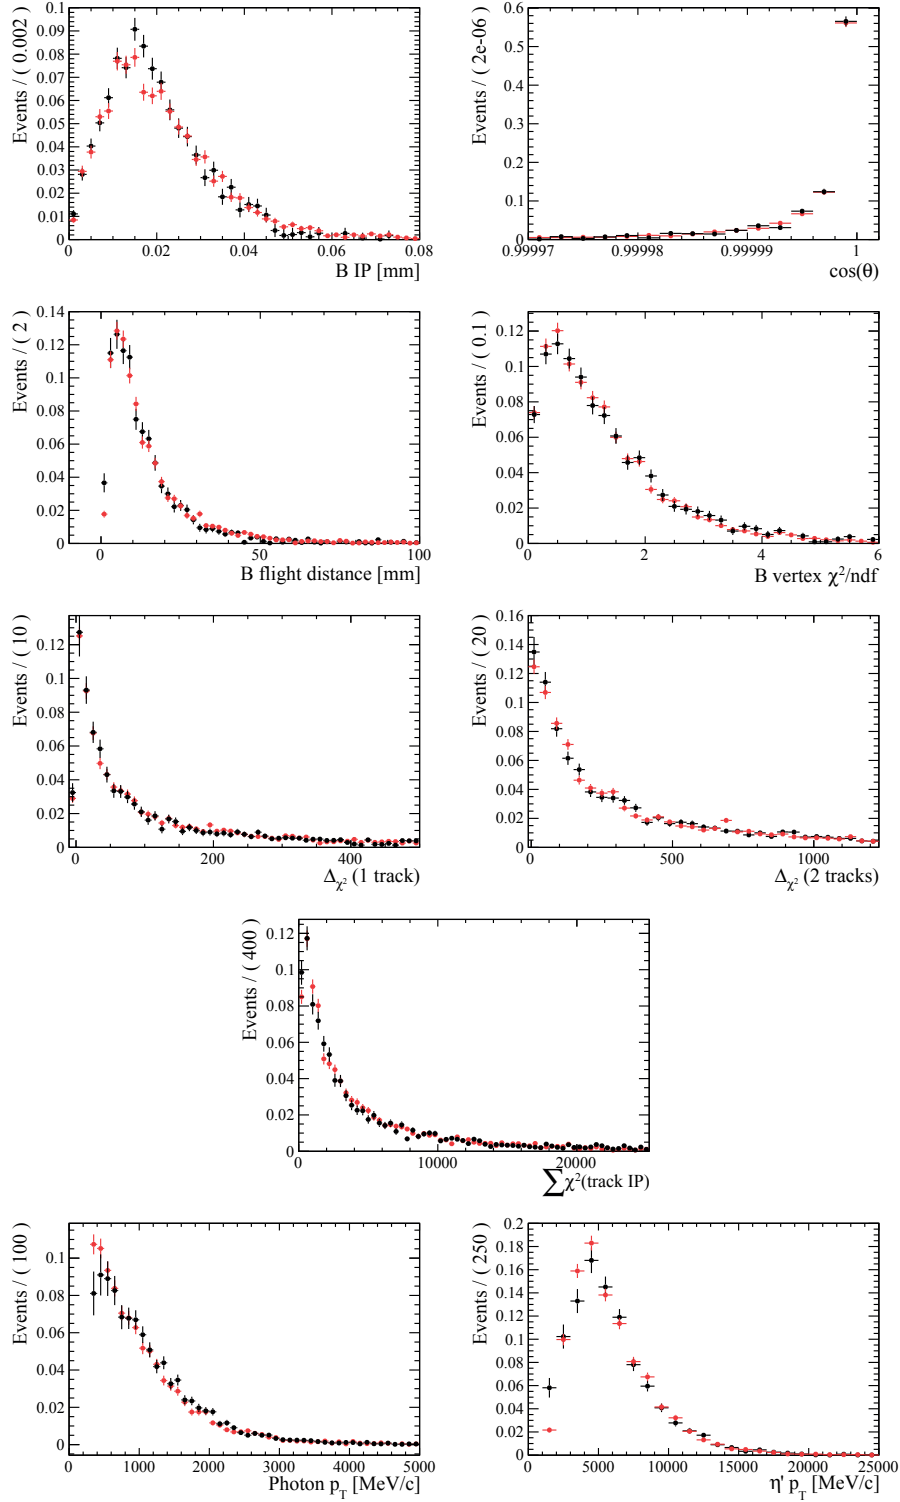 Events / ( 0.002 )
0.1
0.09
0.08
0.07
0.06
0.05
0.04
0.03
0.02
0.01
0
0 0.02 0.04 0.06 0.08
B IP [mm]
Events / ( 2e-06 )
0.6
0.5
0.4
0.3
0.2
0.1
0
0.99997 0.99998 0.99999 1
cos(θ)
Events / ( 2 )
0.14
0.12
0.1
0.08
0.06
0.04
0.02
0
0 50 100
B flight distance [mm]
Events / ( 0.1 )
0.12
0.1
0.08
0.06
0.04
0.02
0
0 2 4 6
B vertex χ²/ndf
Events / ( 10 )
0.12
0.1
0.08
0.06
0.04
0.02
0
0 200 400
Δχ² (1 track)
Events / ( 20 )
0.16
0.14
0.12
0.1
0.08
0.06
0.04
0.02
0
0 500 1000
Δχ² (2 tracks)
Events / ( 400 )
0.12
0.1
0.08
0.06
0.04
0.02
0
0 10000 20000
∑χ²(track IP)
Events / ( 100 )
0.1
0.08
0.06
0.04
0.02
0
0 1000 2000 3000 4000 5000
Photon p_T [MeV/c]
Events / ( 250 )
0.2
0.18
0.16
0.14
0.12
0.1
0.08
0.06
0.04
0.02
0
0 5000 10000 15000 20000 25000
η' p_T [MeV/c]